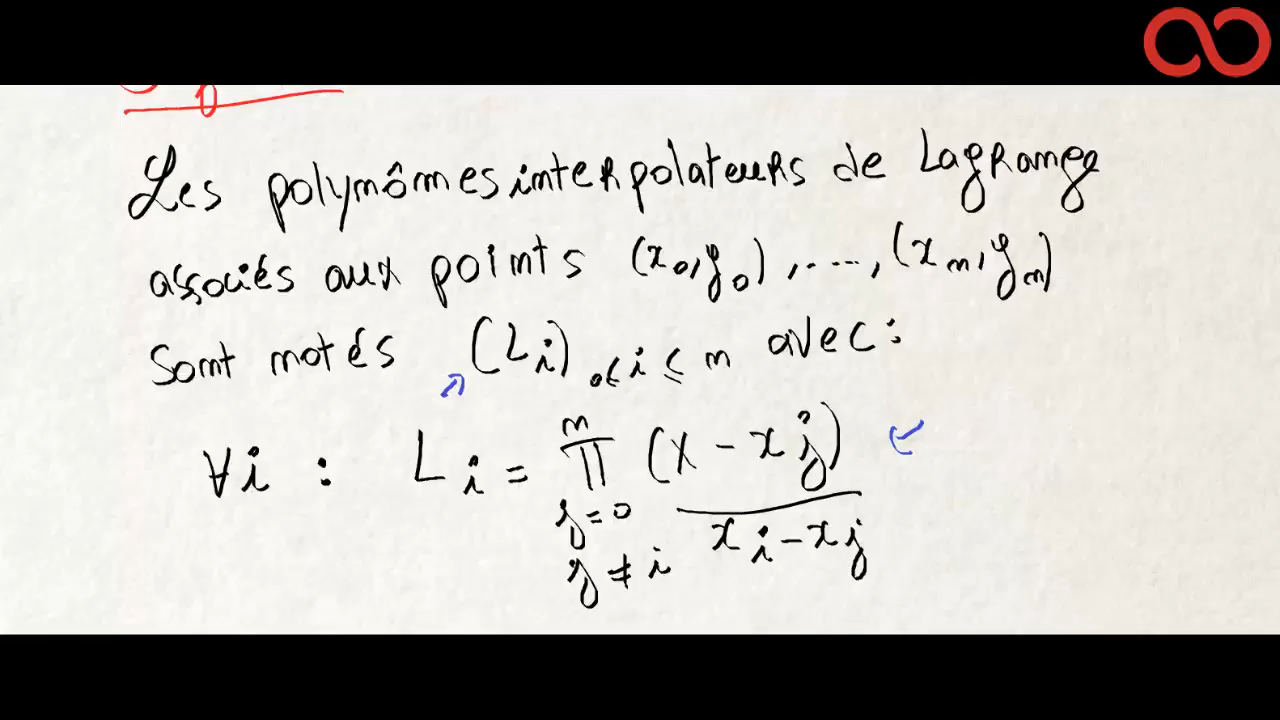 Les polynômes interpolateurs de Lagrange
associés aux points (x₀, y₀), ..., (xₙ, yₙ)
sont notés (Lᵢ) ₀≤ᵢ≤ₙ avec :
∀i : Lᵢ = ∏ⁿ_{j=0, j≠i} (X - xⱼ) / (xᵢ - xⱼ)